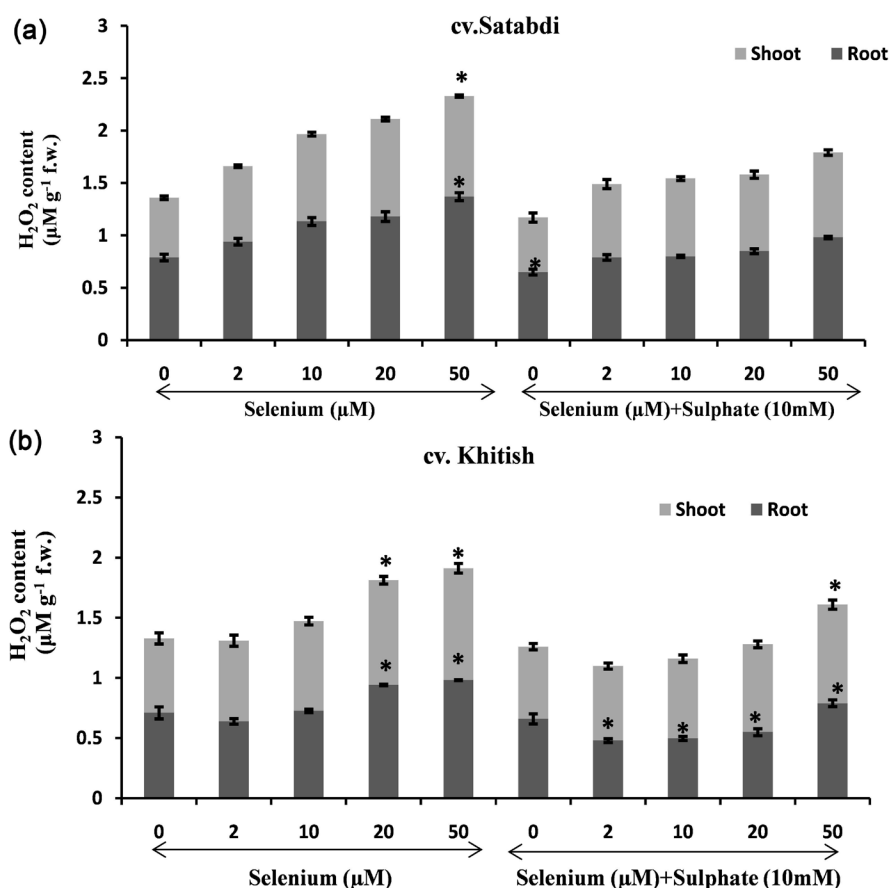 (a)
cv.Satabdi
Shoot Root
H₂O₂ content
(µM g⁻¹ f.w.)
3
2.5
2
1.5
1
0.5
0
*
*
*
0 2 10 20 50 0 2 10 20 50
Selenium (µM) Selenium (µM)+Sulphate (10mM)
(b)
cv. Khitish
Shoot Root
H₂O₂ content
(µM g⁻¹ f.w.)
3
2.5
2
1.5
1
0.5
0
* * *
* * * * * *
0 2 10 20 50 0 2 10 20 50
Selenium (µM) Selenium (µM)+Sulphate (10mM)